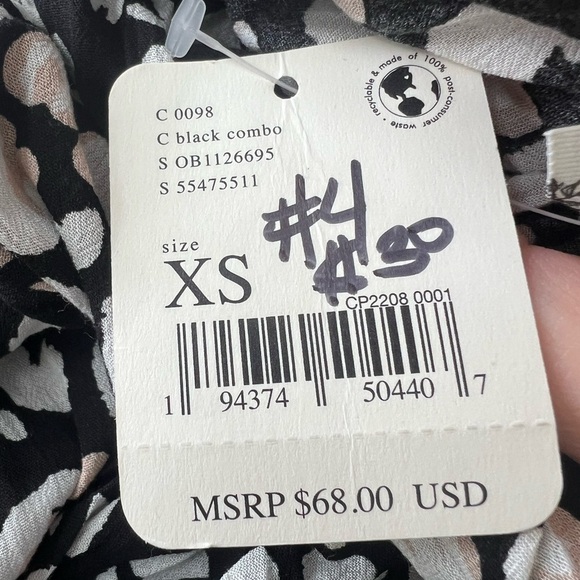 recyclable & made of 100% post-consumer waste •
C 0098
C black combo
S OB1126695
S 55475511
size
XS
#4
$30
CP2208 0001
1 94374 50440 7
MSRP $68.00 USD